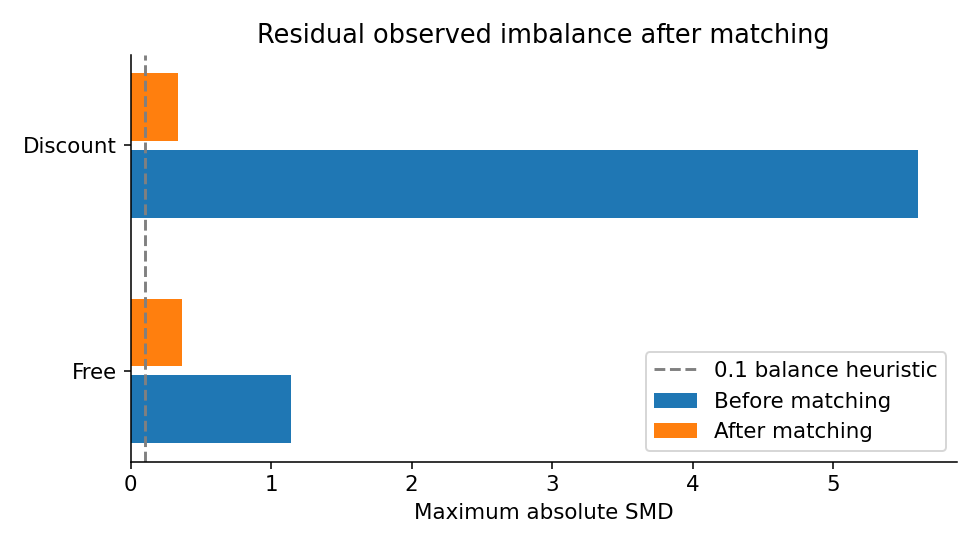 Residual observed imbalance after matching
Discount
Free
0.1 balance heuristic
Before matching
After matching
0 1 2 3 4 5
Maximum absolute SMD